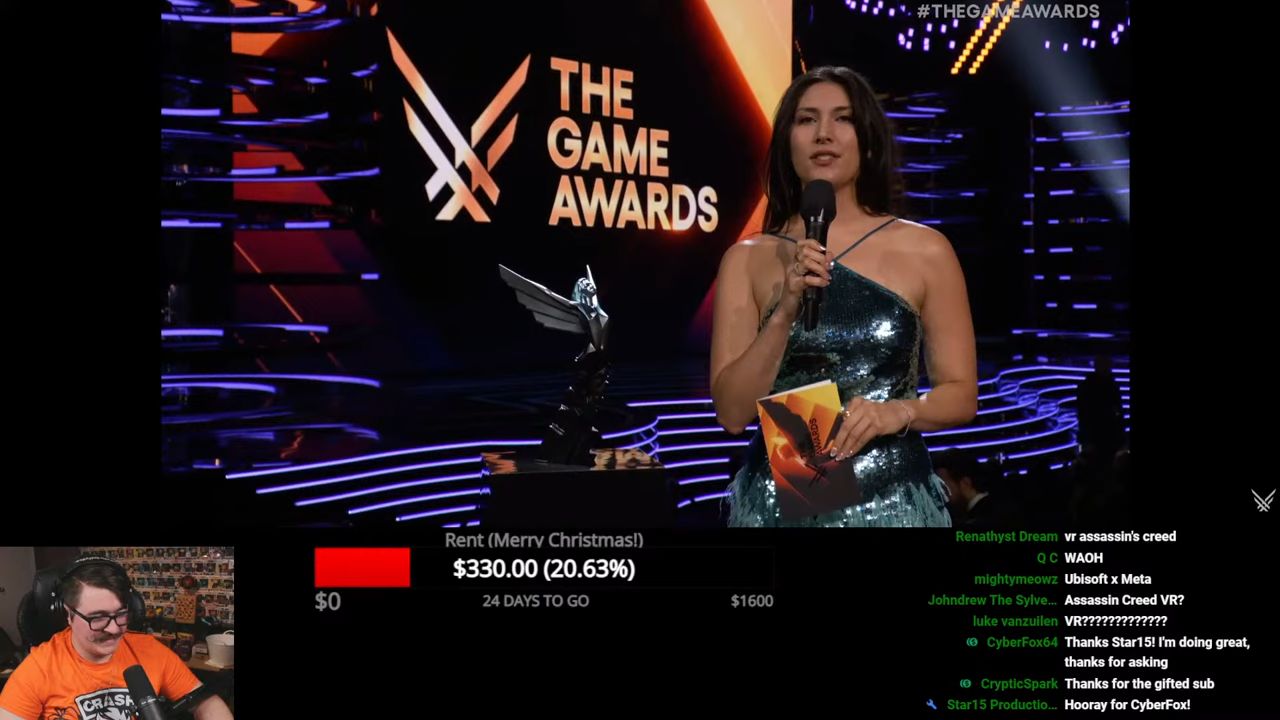 #THEGAMEAWARDS
THE
GAME
AWARDS
AWARDS
Rent (Merry Christmas!)
$330.00 (20.63%)
$0
24 DAYS TO GO
$1600
CRASH
Renathyst Dream vr assassin's creed
Q C WAOH
mightymeowz Ubisoft x Meta
Johndrew The Sylve... Assassin Creed VR?
luke vanzuilen VR?????????????
CyberFox64 Thanks Star15! I'm doing great,
thanks for asking
CrypticSpark Thanks for the gifted sub
Star15 Productio... Hooray for CyberFox!